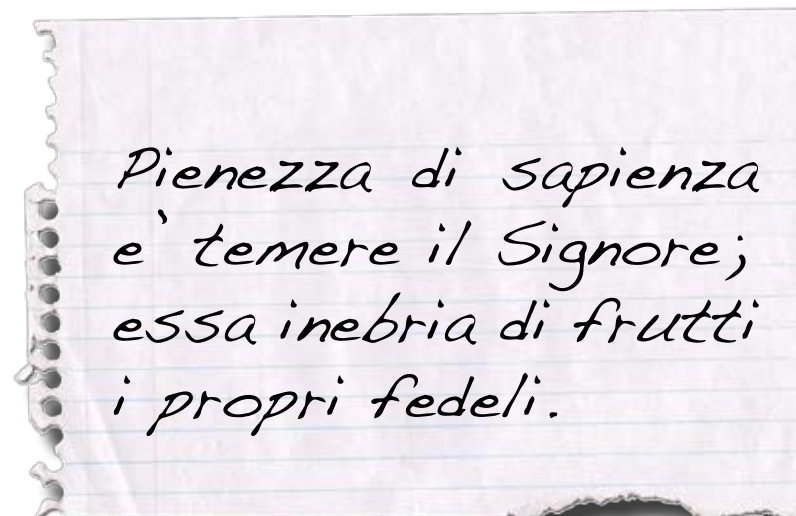 Pienezza di sapienza
e` temere il Signore;
essa inebria di frutti
i propri fedeli.